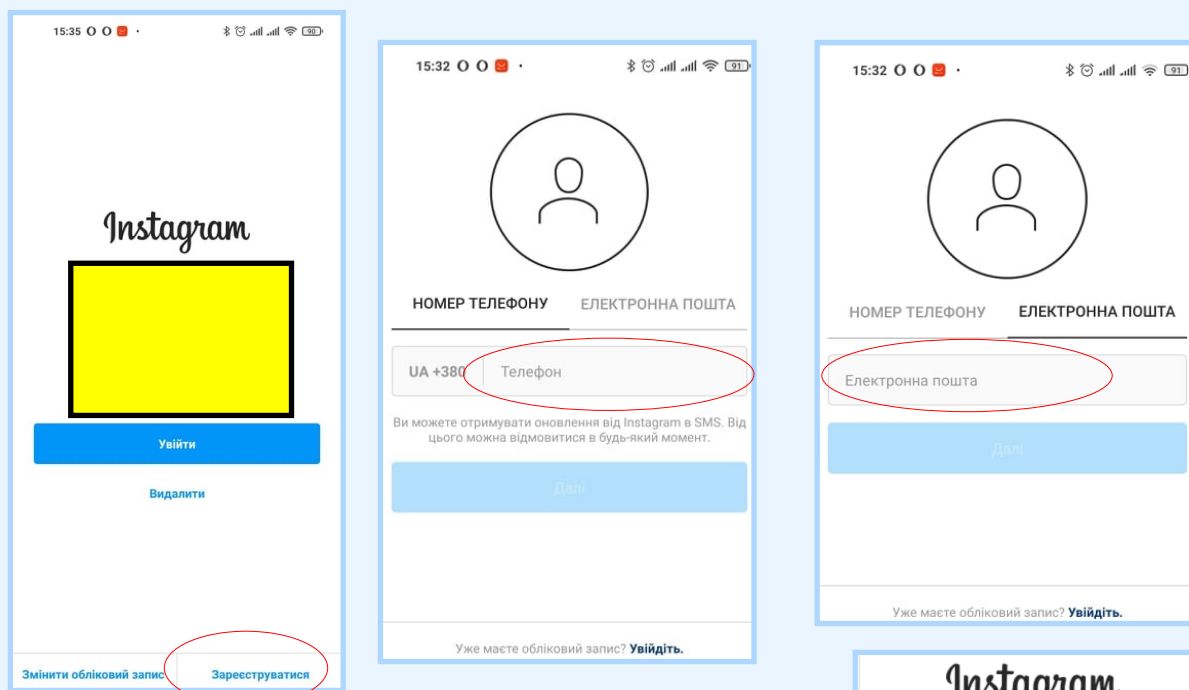 15:35
90
Instagram
Увійти
Видалити
Змінити обліковий запис
Зареєструватися
15:32
91
НОМЕР ТЕЛЕФОНУ
ЕЛЕКТРОННА ПОШТА
UA +380
Телефон
Ви можете отримувати оновлення від Instagram в SMS. Від
цього можна відмовитися в будь-який момент.
Далі
Уже маєте обліковий запис? Увійдіть.
15:32
91
НОМЕР ТЕЛЕФОНУ
ЕЛЕКТРОННА ПОШТА
Електронна пошта
Далі
Уже маєте обліковий запис? Увійдіть.
Instagram